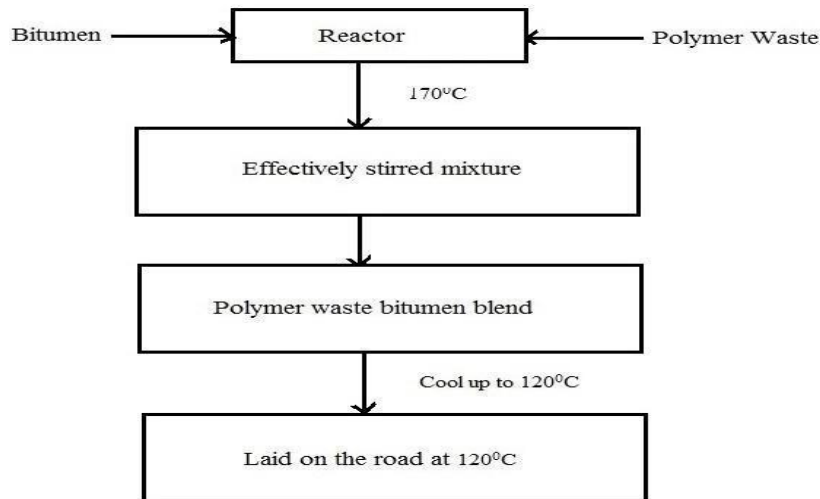 Bitumen
Reactor
Polymer Waste
170⁰C
Effectively stirred mixture
Polymer waste bitumen blend
Cool up to 120⁰C
Laid on the road at 120⁰C